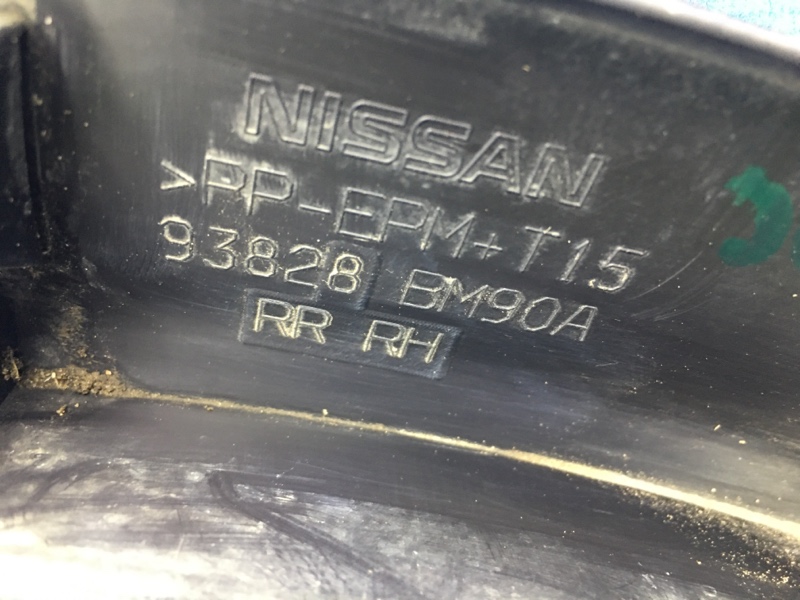 NISSAN
>PP-EPM+T15
93828 BM90A
RR RH